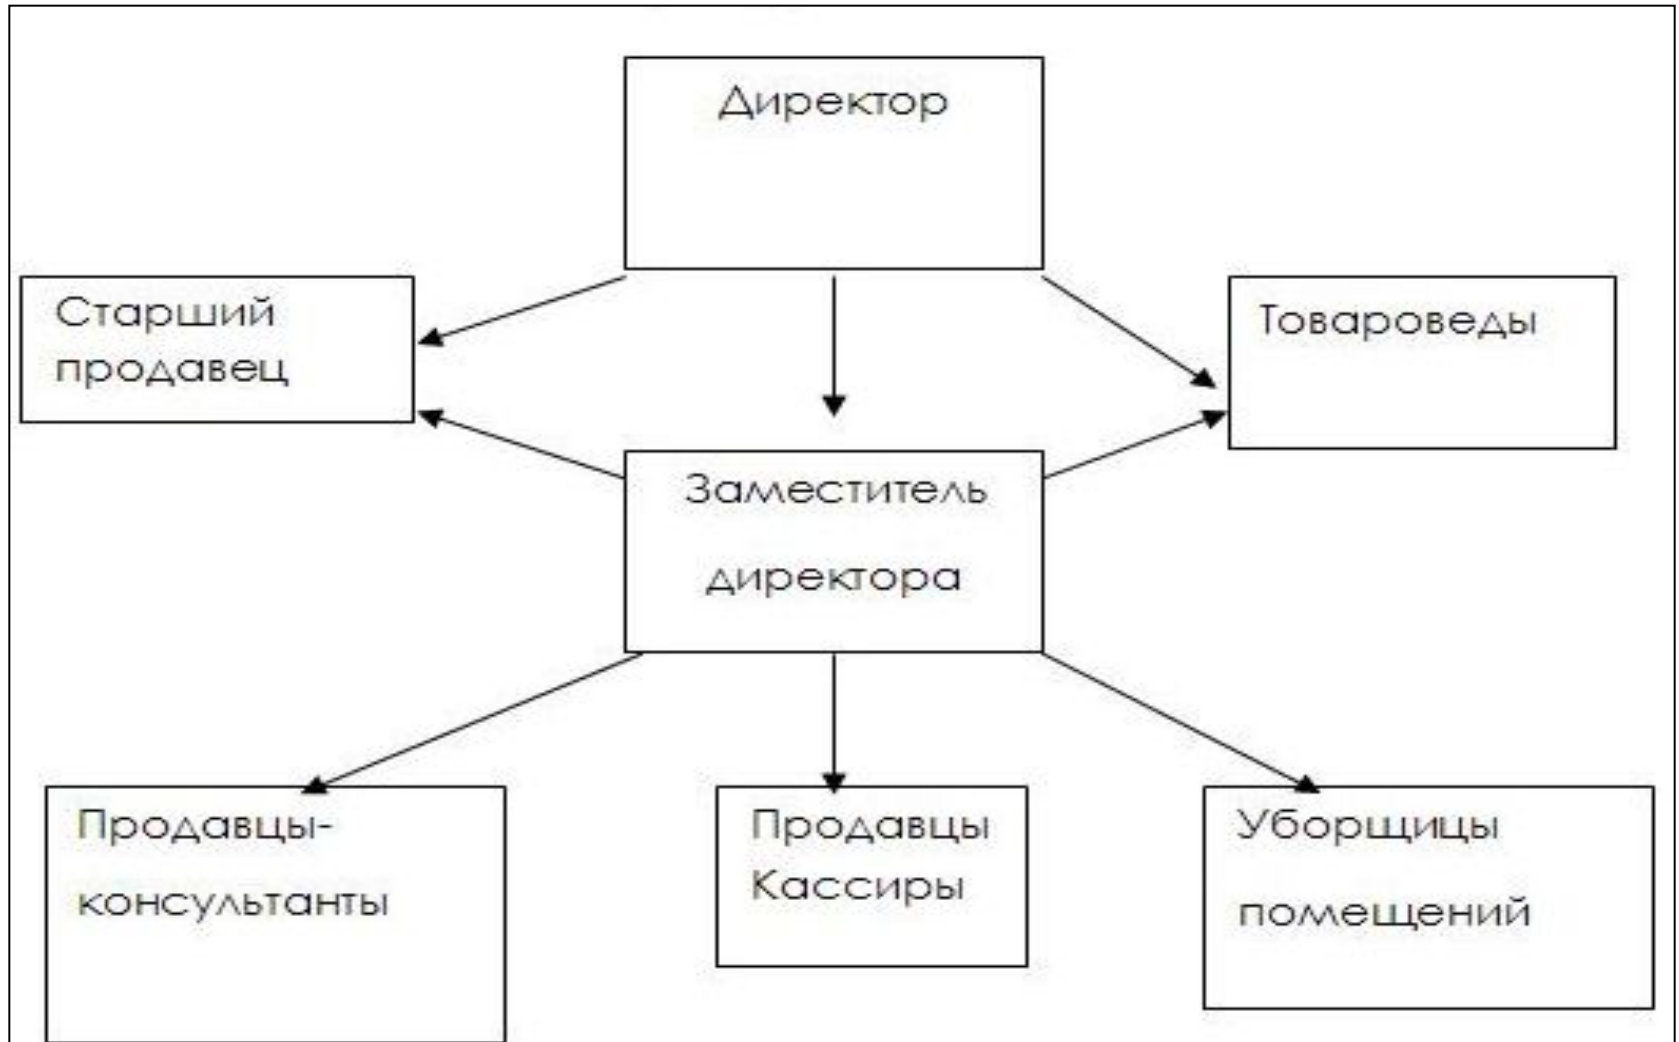 Директор
Старший
продавец
Товароведы
Заместитель
директора
Продавцы-
консультанты
Продавцы
Кассиры
Уборщицы
помещений